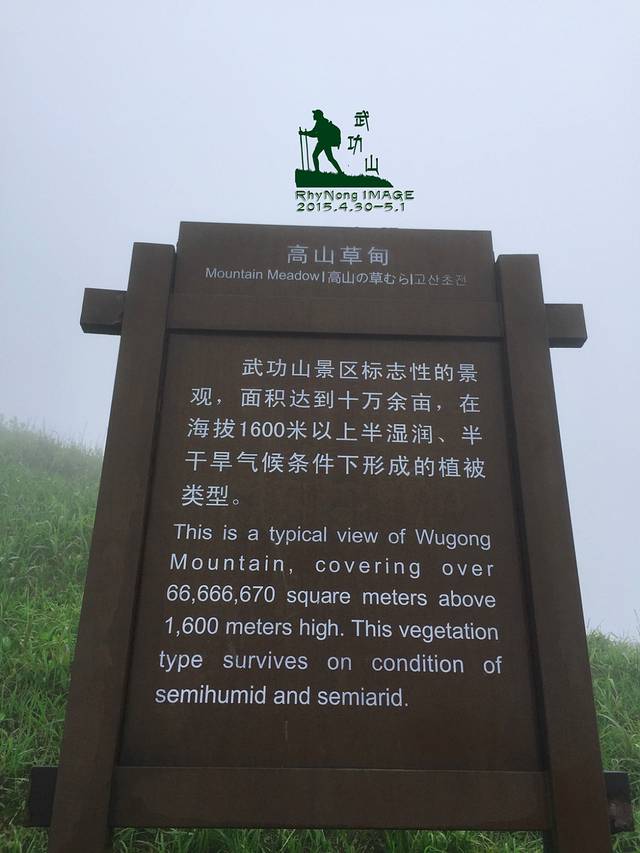 武功山
RhyNong IMAGE
2015.4.30-5.1
高山草甸
Mountain Meadow|高山の草むら|고산초전
武功山景区标志性的景
观，面积达到十万余亩，在
海拔1600米以上半湿润、半
干旱气候条件下形成的植被
类型。
This is a typical view of Wugong
Mountain, covering over
66,666,670 square meters above
1,600 meters high. This vegetation
type survives on condition of
semihumid and semiarid.